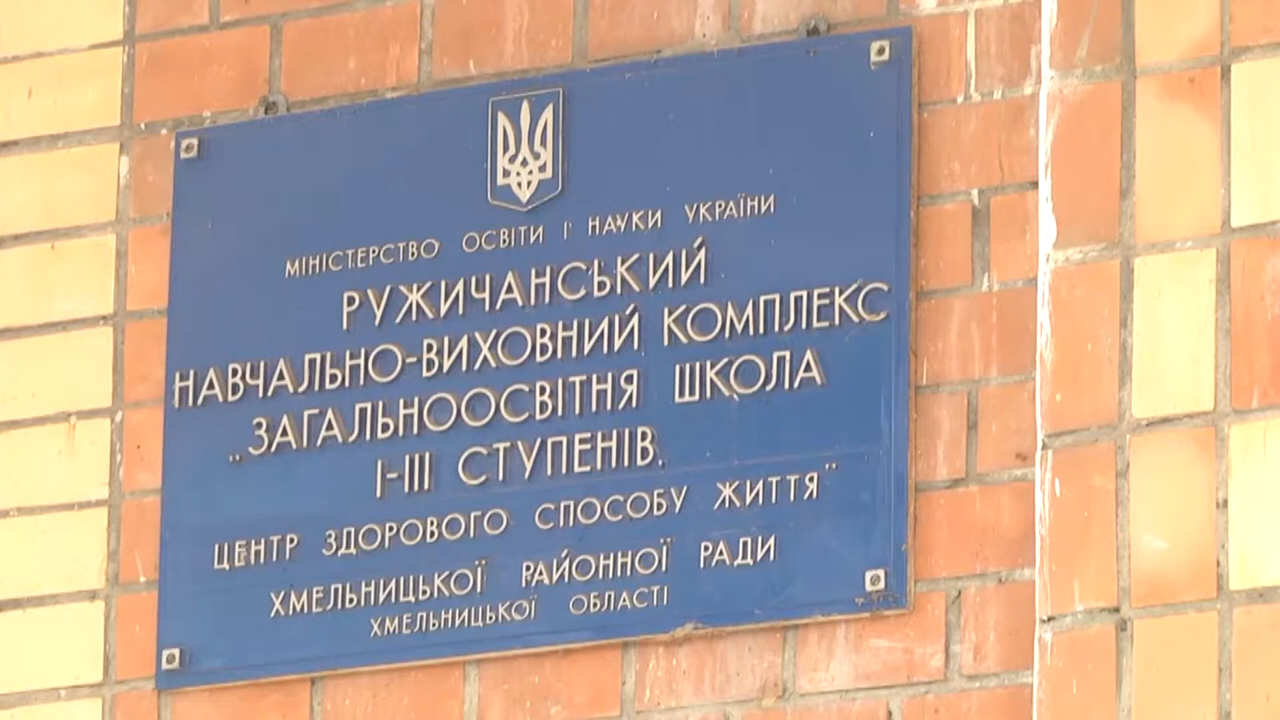 МІНІСТЕРСТВО ОСВІТИ І НАУКИ УКРАЇНИ
РУЖИЧАНСЬКИЙ
НАВЧАЛЬНО-ВИХОВНИЙ КОМПЛЕКС
„ЗАГАЛЬНООСВІТНЯ ШКОЛА
І-ІІІ СТУПЕНІВ,
ЦЕНТР ЗДОРОВОГО СПОСОБУ ЖИТТЯ"
ХМЕЛЬНИЦЬКОЇ РАЙОННОЇ РАДИ
ХМЕЛЬНИЦЬКОЇ ОБЛАСТІ